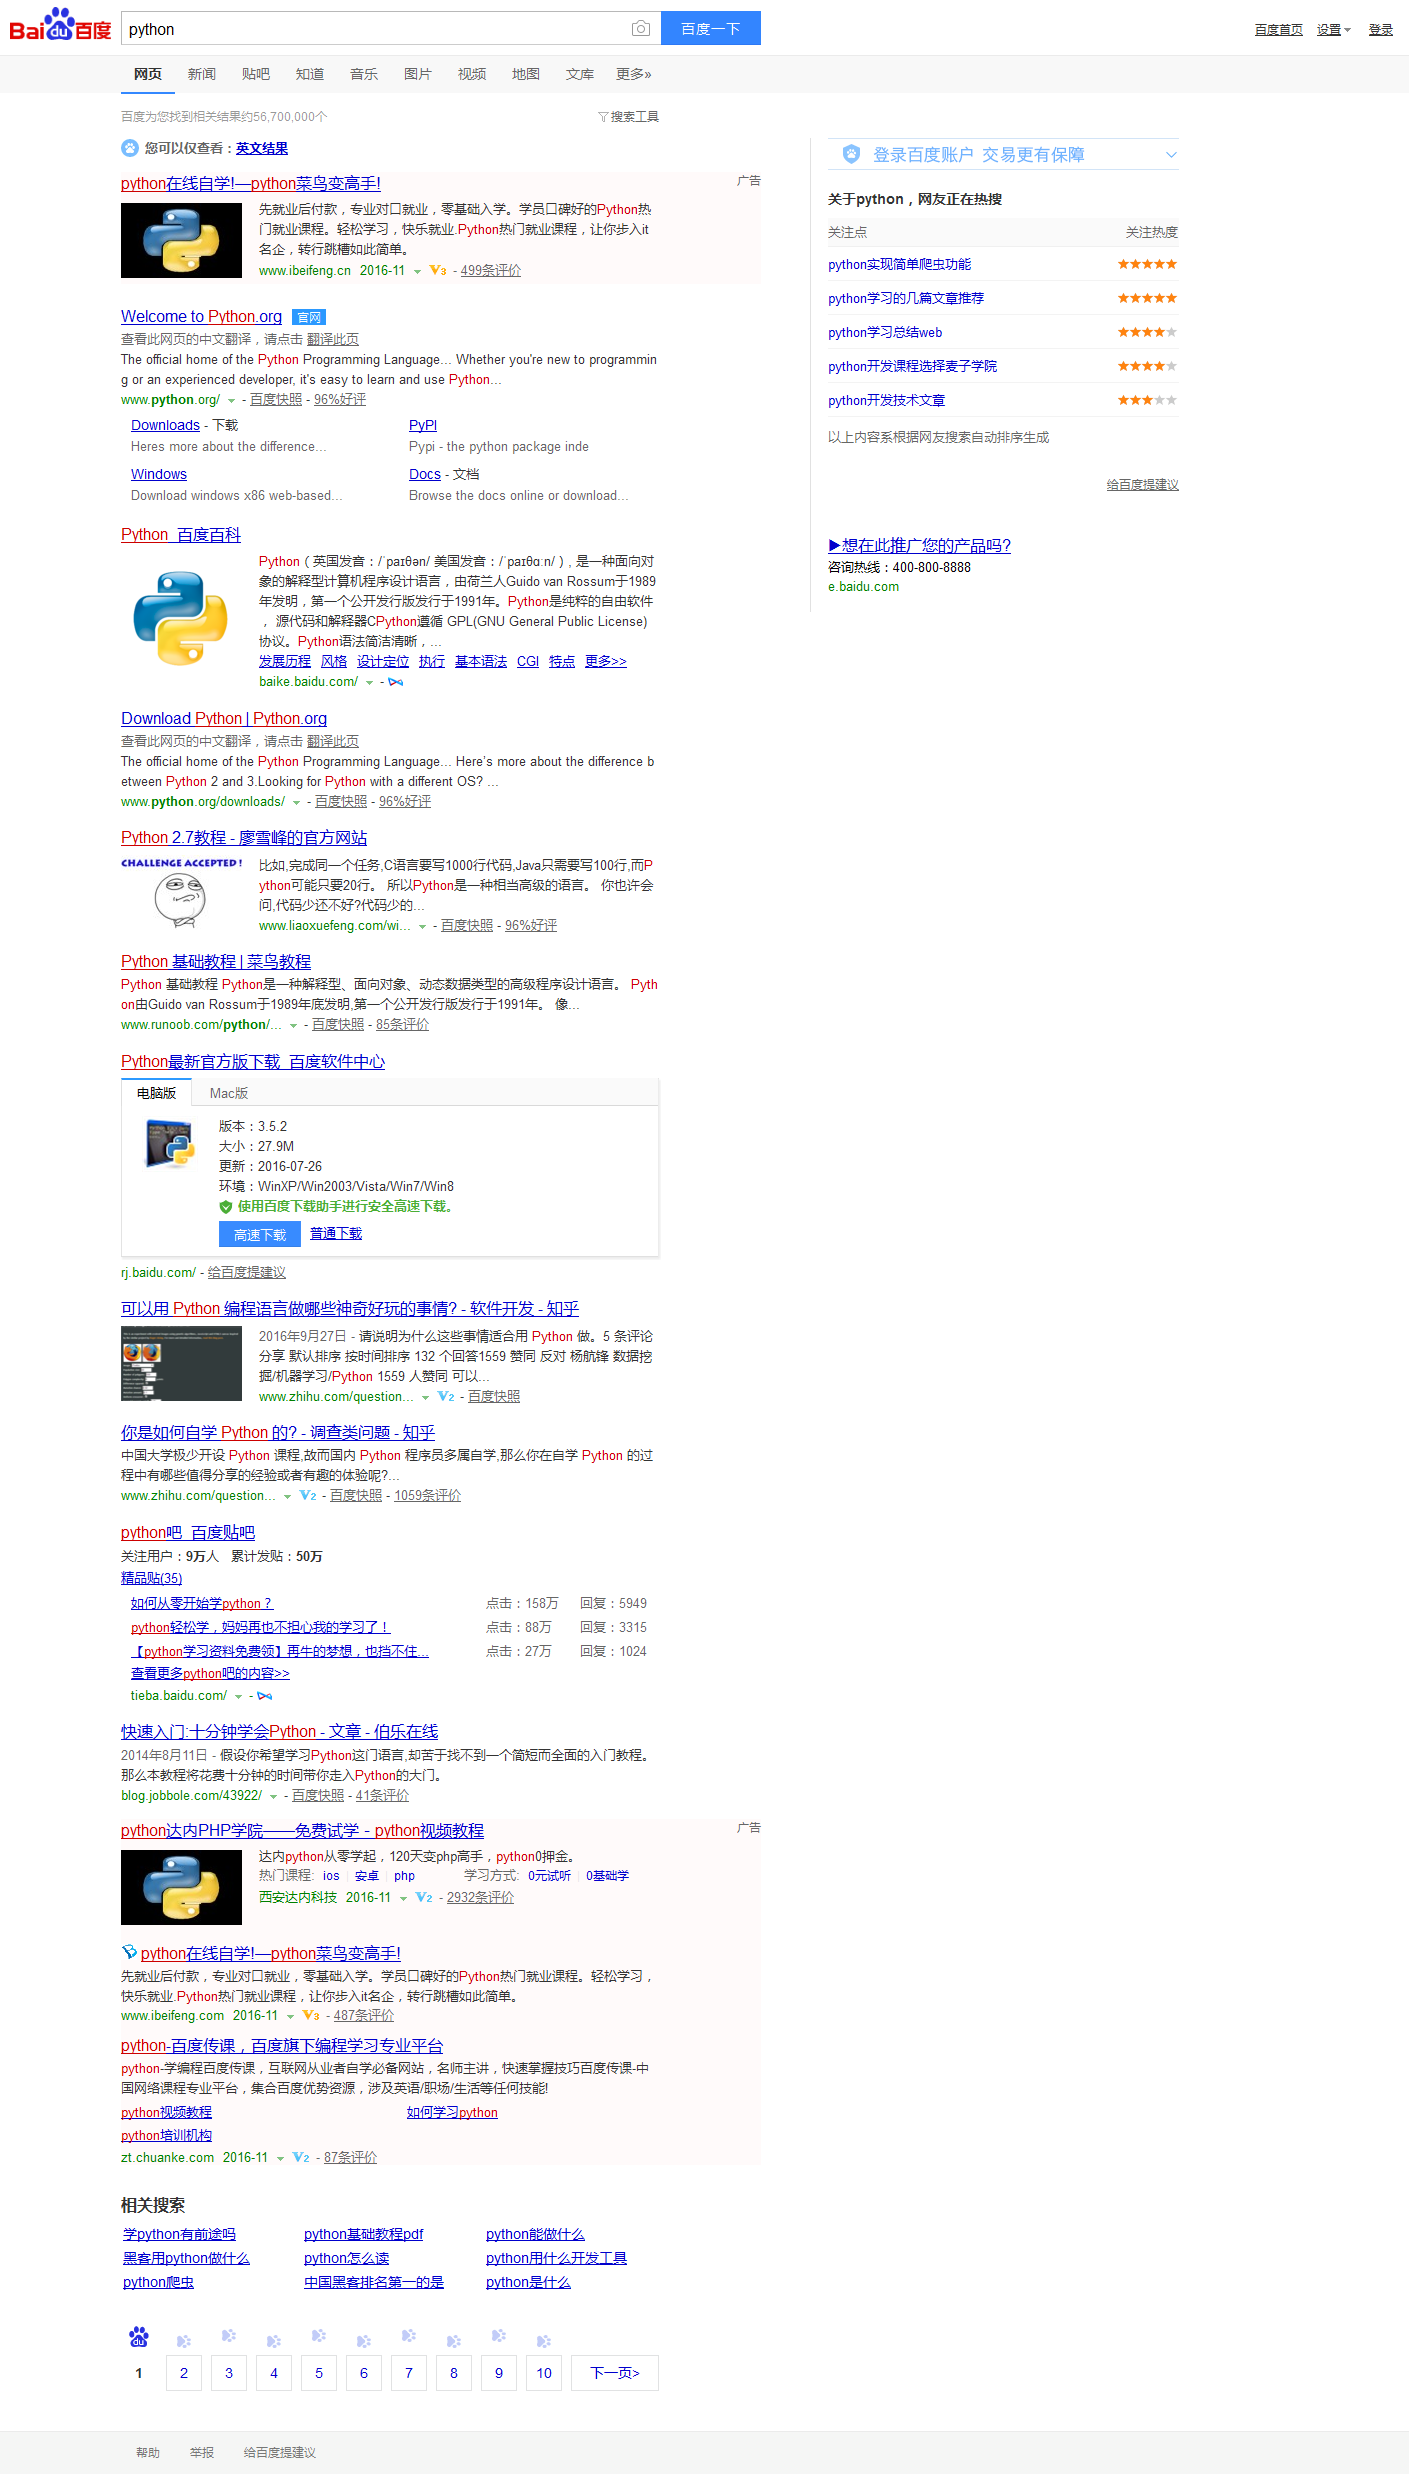 Bai du 百度
python
百度一下
百度首页 设置 登录
网页 新闻 贴吧 知道 音乐 图片 视频 地图 文库 更多»
百度为您找到相关结果约56,700,000个
搜索工具
您可以仅查看：英文结果
python在线自学!—python菜鸟变高手!
广告
先就业后付款，专业对口就业，零基础入学。学员口碑好的Python热
门就业课程。轻松学习，快乐就业.Python热门就业课程，让你步入it
名企，转行跳槽如此简单。
www.ibeifeng.cn 2016-11 V3 - 499条评价
Welcome to Python.org 官网
查看此网页的中文翻译，请点击 翻译此页
The official home of the Python Programming Language... Whether you're new to programmin
g or an experienced developer, it's easy to learn and use Python...
www.python.org/ - 百度快照 - 96%好评
Downloads - 下载
Heres more about the difference...
PyPI
Pypi - the python package inde
Windows
Download windows x86 web-based...
Docs - 文档
Browse the docs online or download...
Python_百度百科
Python（英国发音：/ˈpaɪθən/ 美国发音：/ˈpaɪθɑːn/），是一种面向对
象的解释型计算机程序设计语言，由荷兰人Guido van Rossum于1989
年发明，第一个公开发行版发行于1991年。Python是纯粹的自由软件
， 源代码和解释器CPython遵循 GPL(GNU General Public License)
协议。Python语法简洁清晰，...
发展历程 风格 设计定位 执行 基本语法 CGI 特点 更多>>
baike.baidu.com/ -
Download Python | Python.org
查看此网页的中文翻译，请点击 翻译此页
The official home of the Python Programming Language... Here's more about the difference b
etween Python 2 and 3.Looking for Python with a different OS? ...
www.python.org/downloads/ - 百度快照 - 96%好评
Python 2.7教程 - 廖雪峰的官方网站
CHALLENGE ACCEPTED!
比如,完成同一个任务,C语言要写1000行代码,Java只需要写100行,而P
ython可能只要20行。 所以Python是一种相当高级的语言。 你也许会
问,代码少还不好?代码少的...
www.liaoxuefeng.com/wi... - 百度快照 - 96%好评
Python 基础教程 | 菜鸟教程
Python 基础教程 Python是一种解释型、面向对象、动态数据类型的高级程序设计语言。 Pyth
on由Guido van Rossum于1989年底发明,第一个公开发行版发行于1991年。 像...
www.runoob.com/python/... - 百度快照 - 85条评价
Python最新官方版下载_百度软件中心
电脑版 Mac版
版本：3.5.2
大小：27.9M
更新：2016-07-26
环境：WinXP/Win2003/Vista/Win7/Win8
使用百度下载助手进行安全高速下载。
高速下载 普通下载
rj.baidu.com/ - 给百度提建议
可以用 Python 编程语言做哪些神奇好玩的事情? - 软件开发 - 知乎
2016年9月27日 - 请说明为什么这些事情适合用 Python 做。5 条评论
分享 默认排序 按时间排序 132 个回答1559 赞同 反对 杨航锋 数据挖
掘/机器学习/Python 1559 人赞同 可以...
www.zhihu.com/question... V2 - 百度快照
你是如何自学 Python 的? - 调查类问题 - 知乎
中国大学极少开设 Python 课程,故而国内 Python 程序员多属自学,那么你在自学 Python 的过
程中有哪些值得分享的经验或者有趣的体验呢?...
www.zhihu.com/question... V2 - 百度快照 - 1059条评价
python吧_百度贴吧
关注用户：9万人 累计发贴：50万
精品贴(35)
如何从零开始学python？ 点击：158万 回复：5949
python轻松学，妈妈再也不担心我的学习了！ 点击：88万 回复：3315
【python学习资料免费领】再牛的梦想，也挡不住... 点击：27万 回复：1024
查看更多python吧的内容>>
tieba.baidu.com/ -
快速入门:十分钟学会Python - 文章 - 伯乐在线
2014年8月11日 - 假设你希望学习Python这门语言,却苦于找不到一个简短而全面的入门教程。
那么本教程将花费十分钟的时间带你走入Python的大门。
blog.jobbole.com/43922/ - 百度快照 - 41条评价
python达内PHP学院——免费试学 - python视频教程
广告
达内python从零学起，120天变php高手，python0押金。
热门课程: ios 安卓 php 学习方式: 0元试听 0基础学
西安达内科技 2016-11 V2 - 2932条评价
python在线自学!—python菜鸟变高手!
先就业后付款，专业对口就业，零基础入学。学员口碑好的Python热门就业课程。轻松学习，
快乐就业.Python热门就业课程，让你步入it名企，转行跳槽如此简单。
www.ibeifeng.com 2016-11 V3 - 487条评价
python-百度传课，百度旗下编程学习专业平台
python-学编程百度传课，互联网从业者自学必备网站，名师主讲，快速掌握技巧百度传课-中
国网络课程专业平台，集合百度优势资源，涉及英语/职场/生活等任何技能!
python视频教程 如何学习python
python培训机构
zt.chuanke.com 2016-11 V2 - 87条评价
相关搜索
学python有前途吗 python基础教程pdf python能做什么
黑客用python做什么 python怎么读 python用什么开发工具
python爬虫 中国黑客排名第一的是 python是什么
du
1 2 3 4 5 6 7 8 9 10 下一页>
帮助 举报 给百度提建议
登录百度账户 交易更有保障
关于python，网友正在热搜
关注点 关注热度
python实现简单爬虫功能
python学习的几篇文章推荐
python学习总结web
python开发课程选择麦子学院
python开发技术文章
以上内容系根据网友搜索自动排序生成
给百度提建议
▶想在此推广您的产品吗?
咨询热线：400-800-8888
e.baidu.com